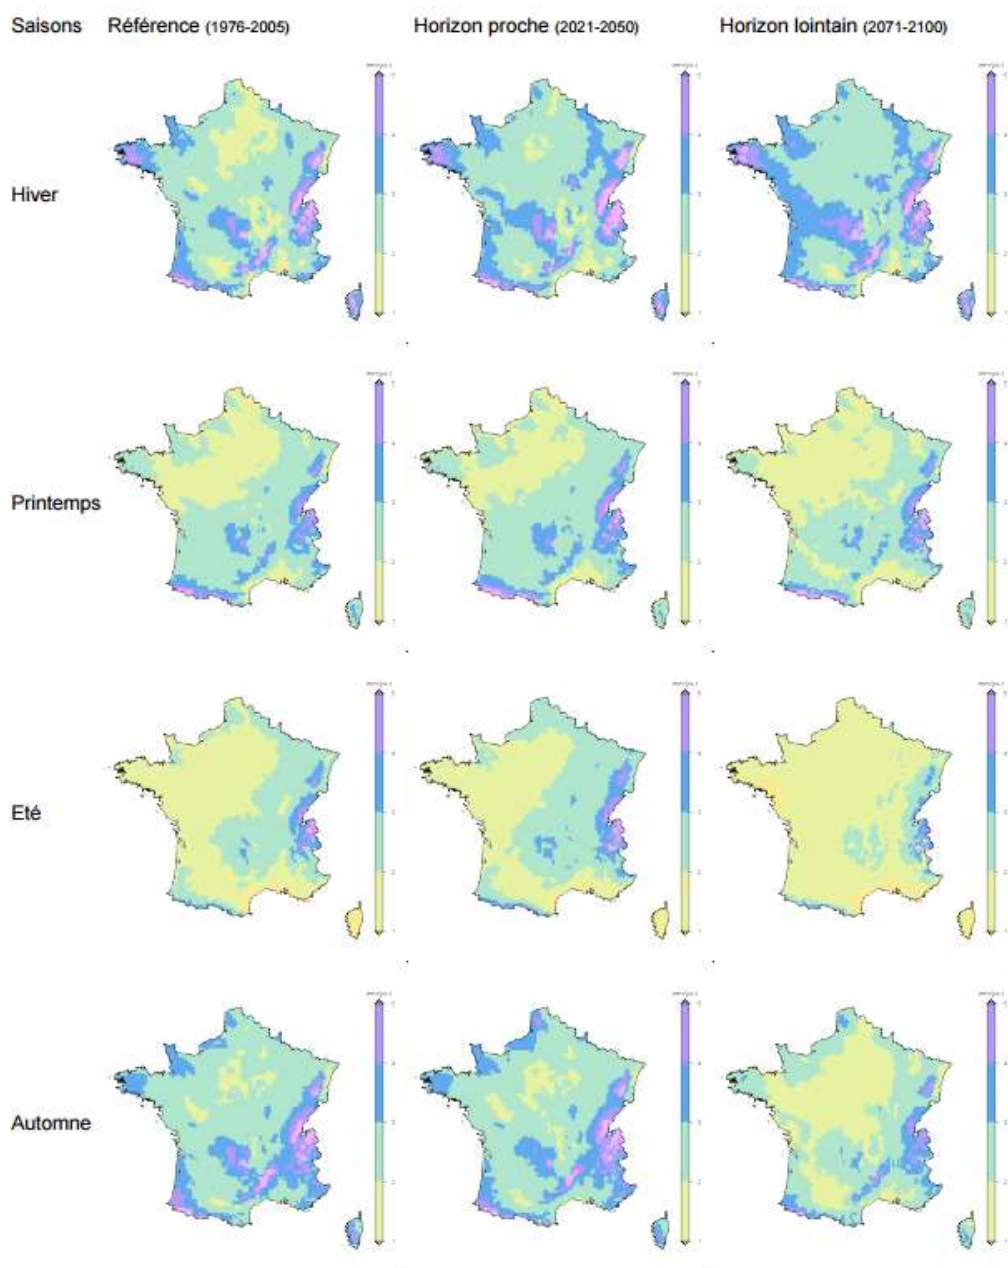 Saisons Référence (1976-2005) Horizon proche (2021-2050) Horizon lointain (2071-2100)
Hiver
Printemps
Eté
Automne